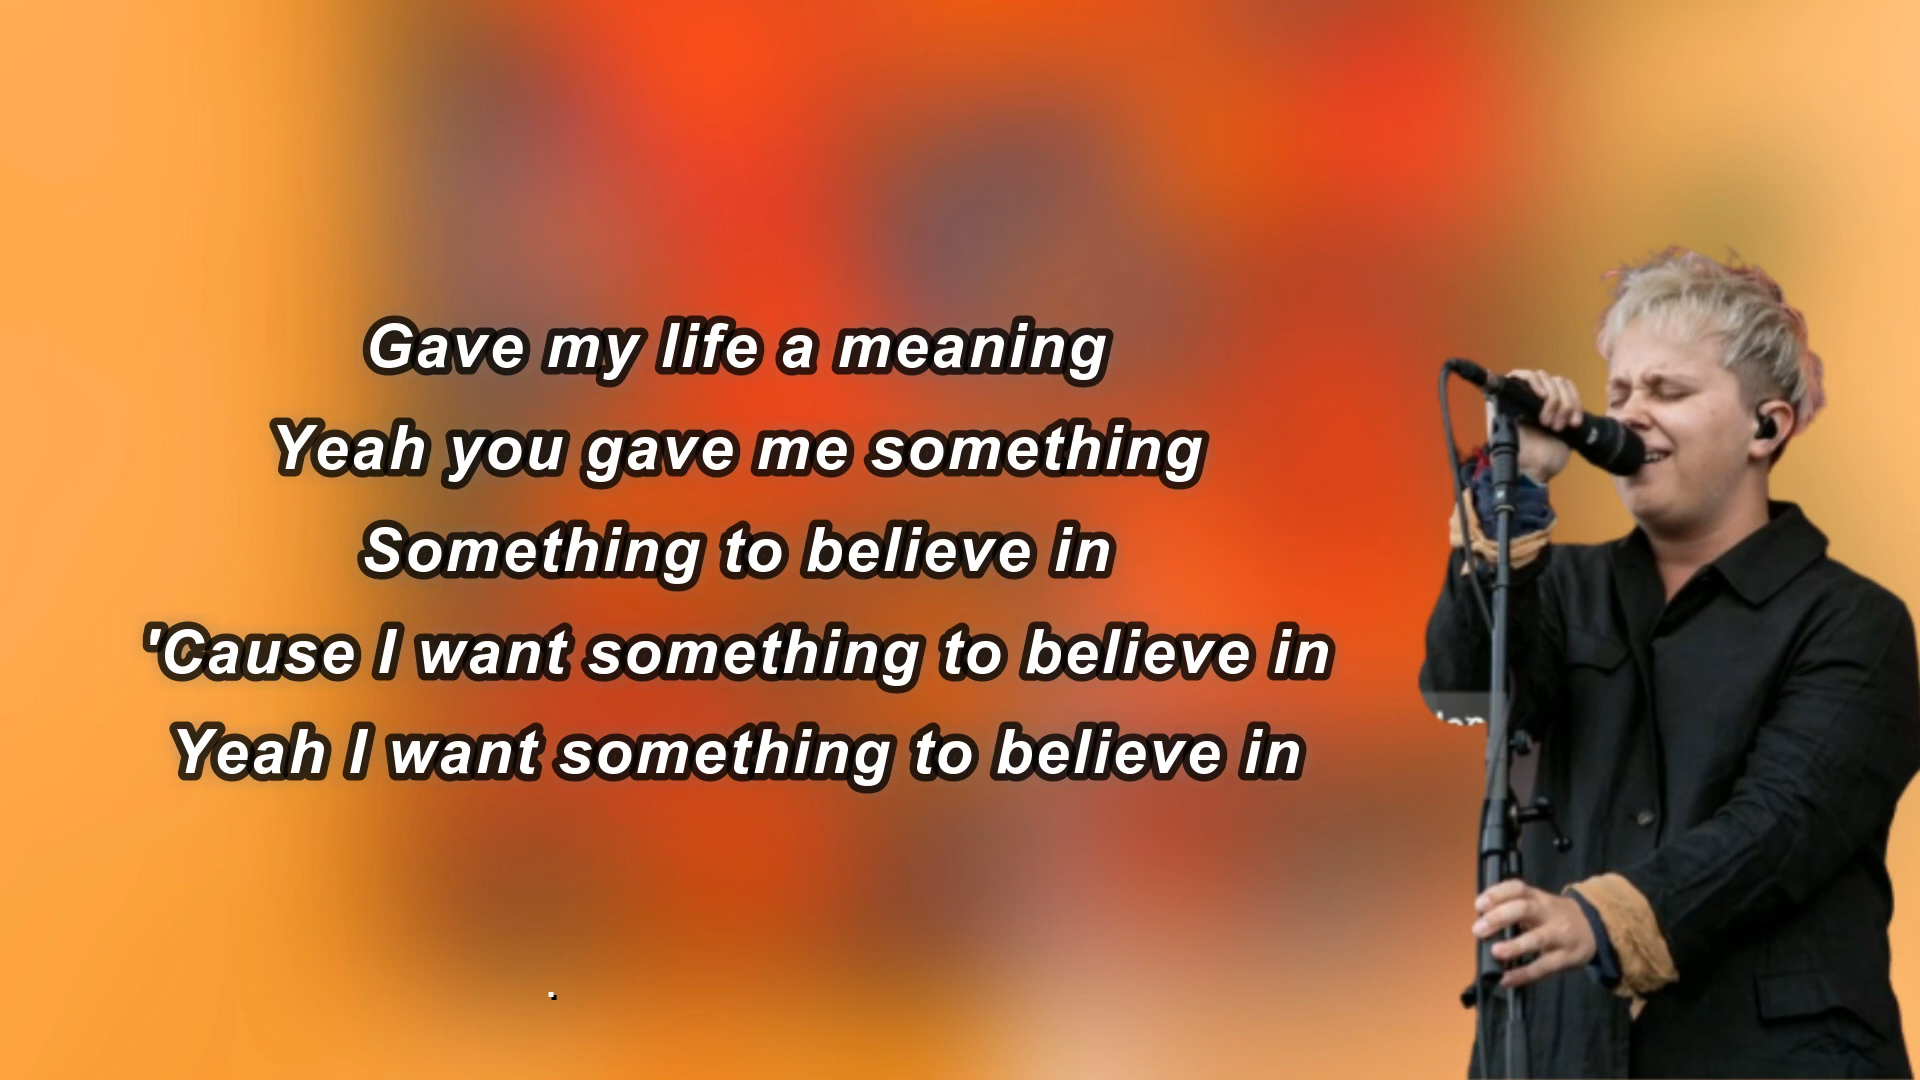 Gave my life a meaning
Yeah you gave me something
Something to believe in
'Cause I want something to believe in
Yeah I want something to believe in